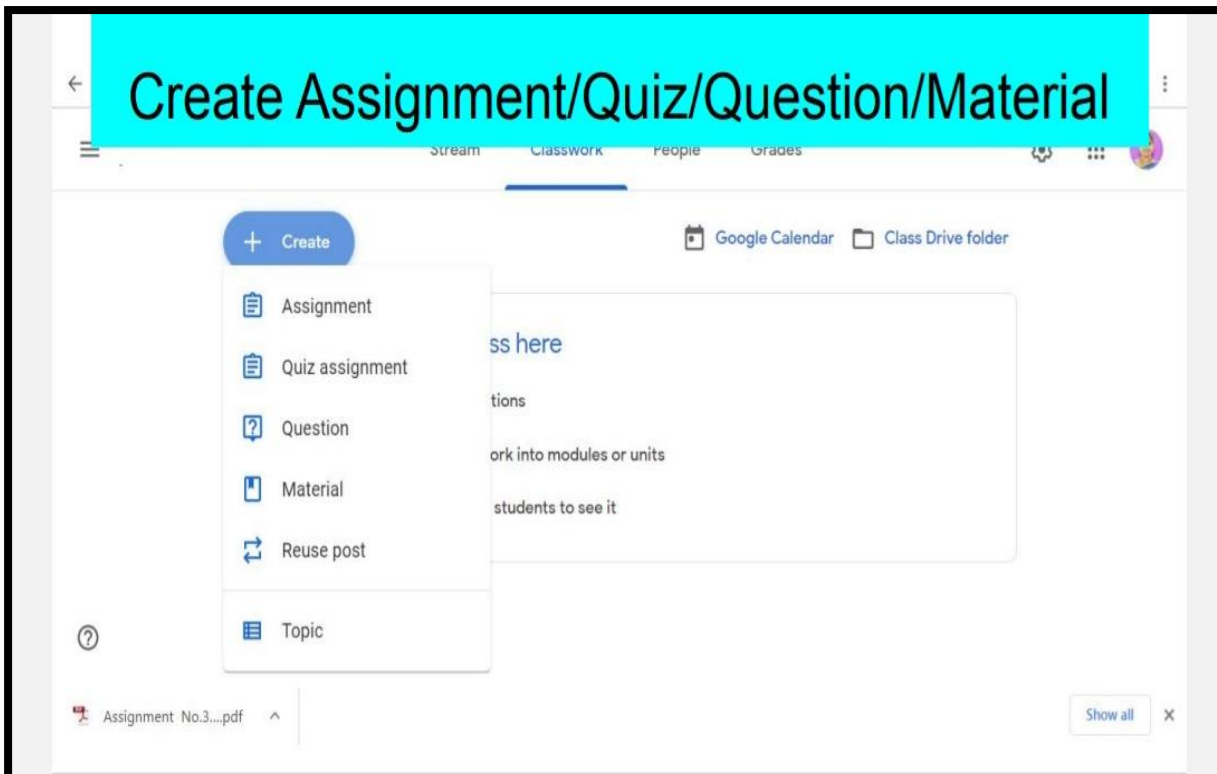 Create Assignment/Quiz/Question/Material
Stream Classwork People Grades
+ Create
Google Calendar Class Drive folder
Assignment
ss here
Quiz assignment
tions
Question
ork into modules or units
Material
students to see it
Reuse post
Topic
Assignment No.3....pdf
Show all X